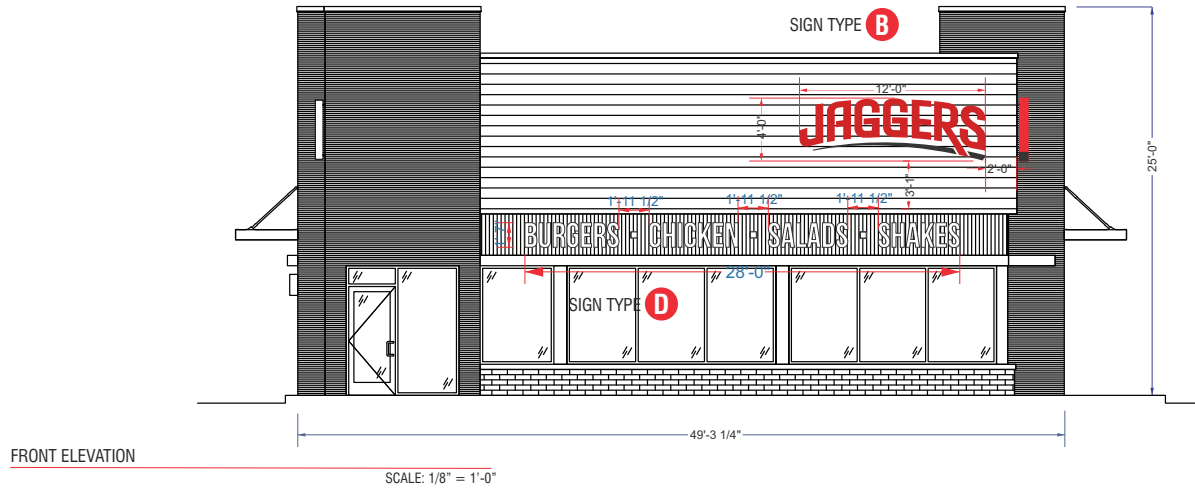 SIGN TYPE B
12'-0"
4'-0"
JAGGERS
2'-0"
3'-1"
25'-0"
1'-11 1/2" 1'-11 1/2" 1'-11 1/2"
BURGERS · CHICKEN · SALADS · SHAKES
28'-0"
SIGN TYPE D
49'-3 1/4"
FRONT ELEVATION
SCALE: 1/8" = 1'-0"